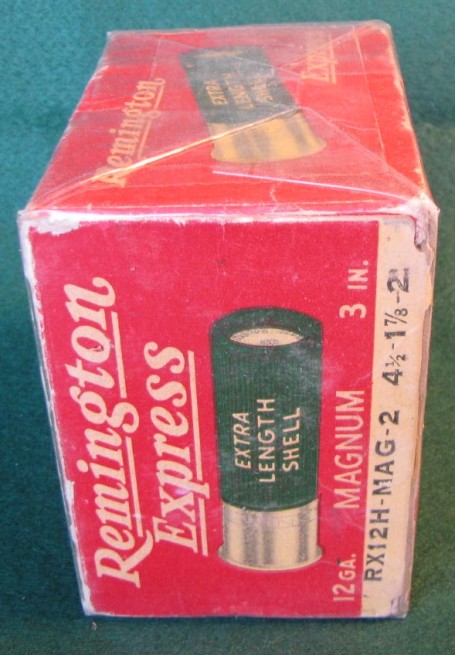 Remington
EXTRA
LENGTH
SHELL
Express
Remington
Express
EXTRA
LENGTH
SHELL
12 GA. MAGNUM 3 IN.
RX12H-MAG-2 4½-1⅞-2